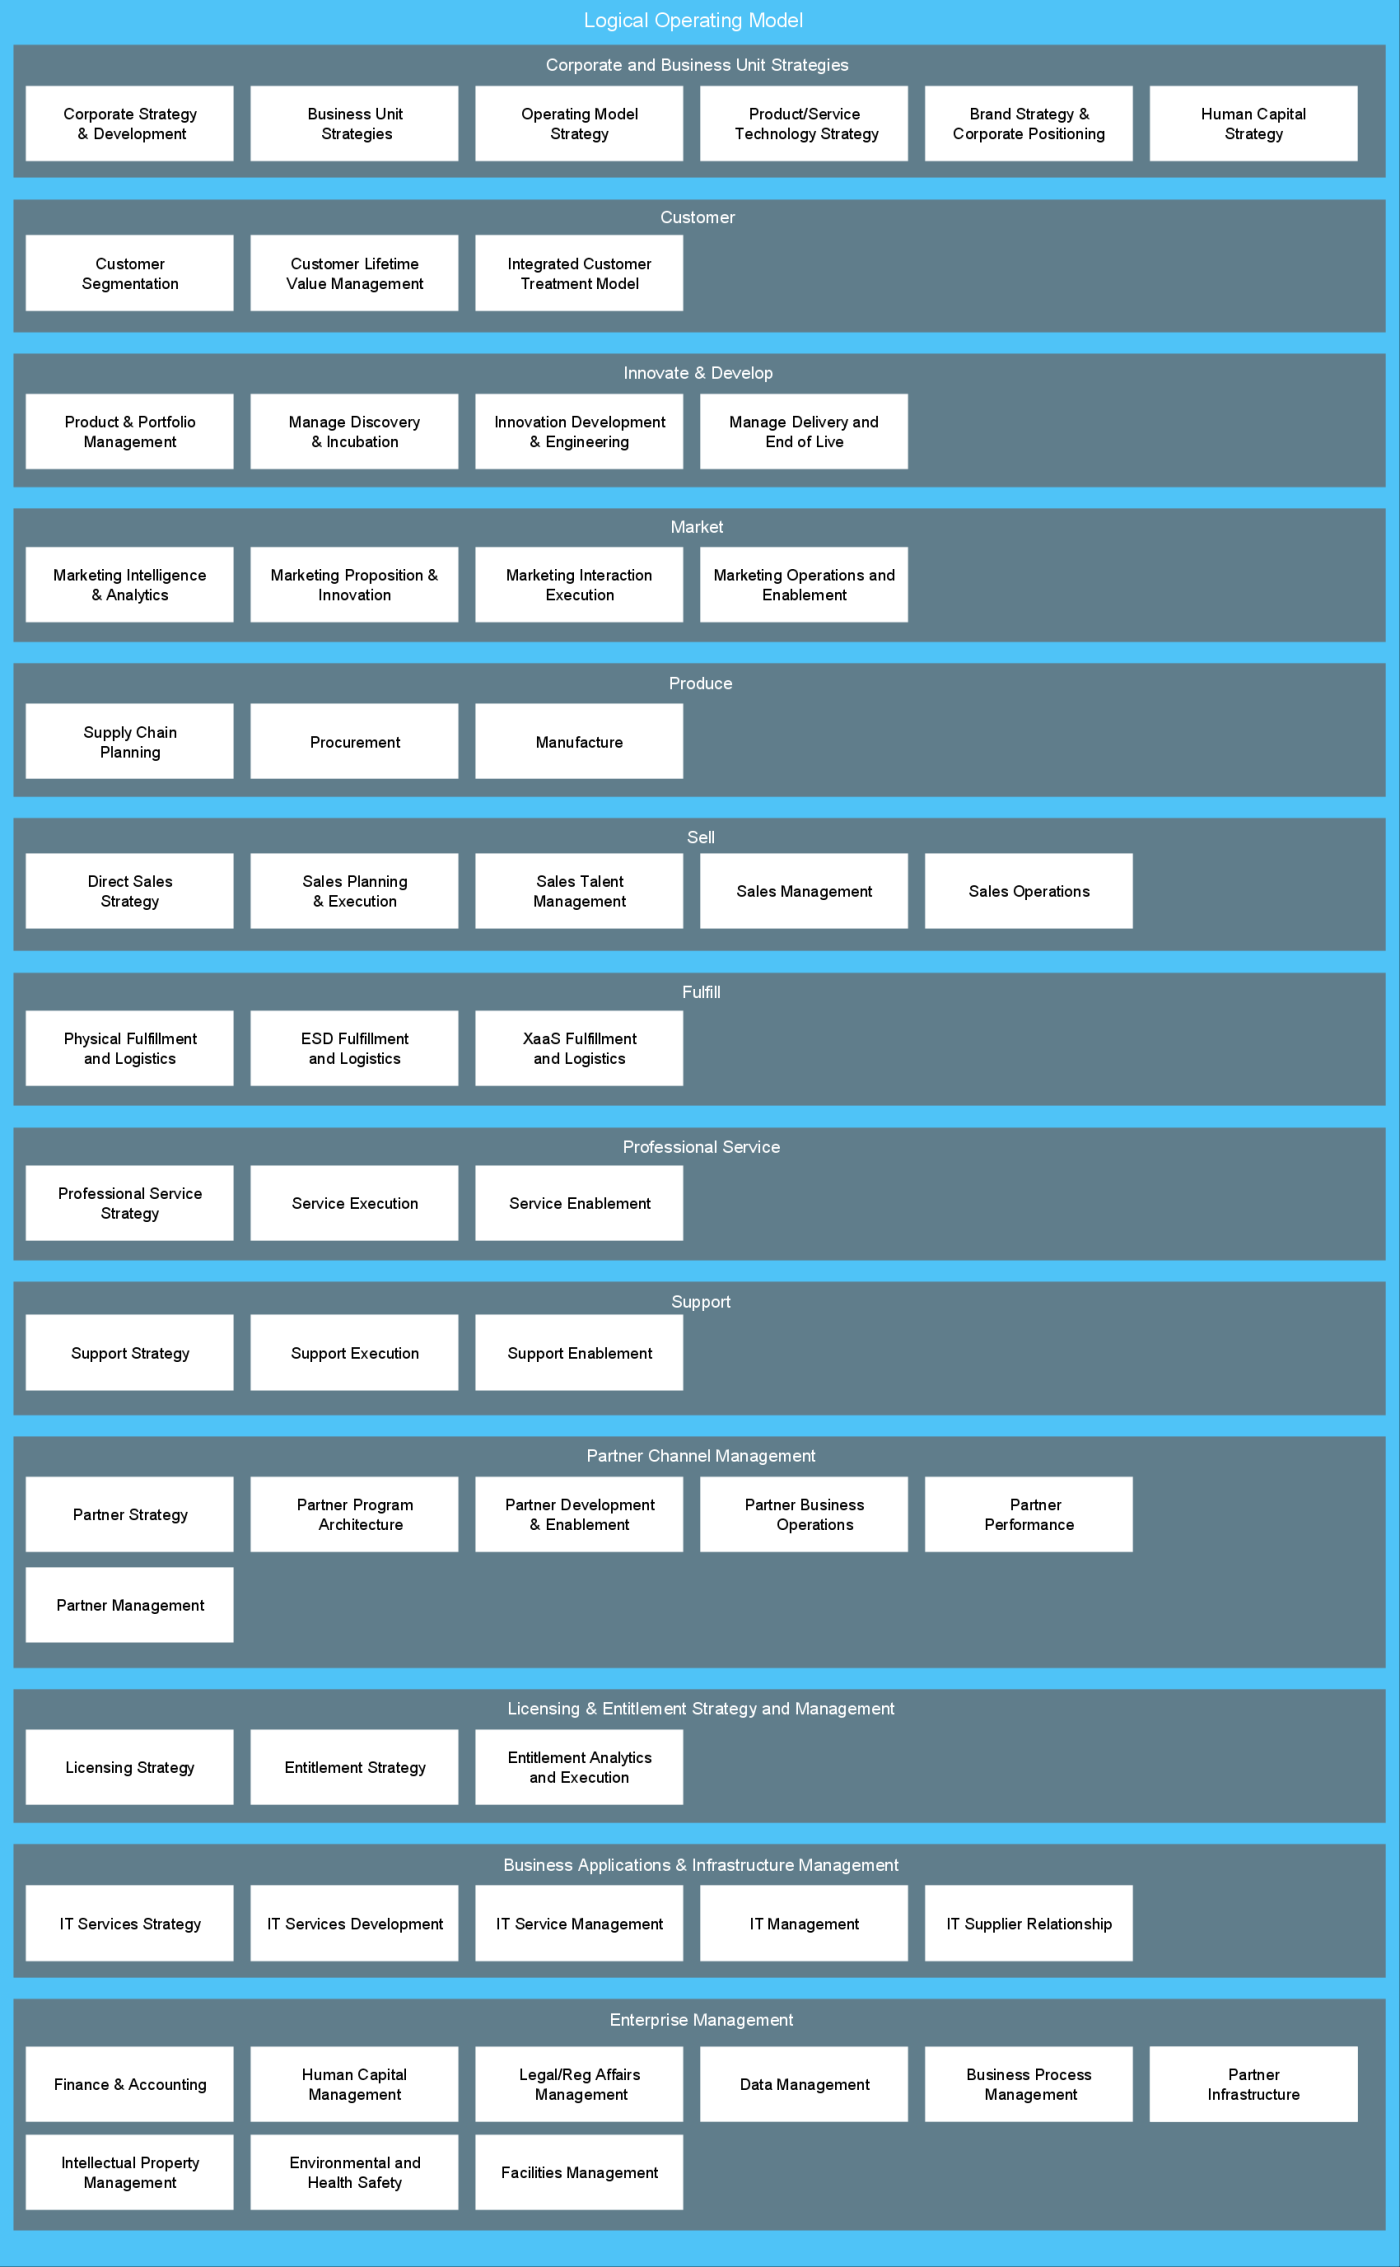 Logical Operating Model
Corporate and Business Unit Strategies
Corporate Strategy
& Development
Business Unit
Strategies
Operating Model
Strategy
Product/Service
Technology Strategy
Brand Strategy &
Corporate Positioning
Human Capital
Strategy
Customer
Customer
Segmentation
Customer Lifetime
Value Management
Integrated Customer
Treatment Model
Innovate & Develop
Product & Portfolio
Management
Manage Discovery
& Incubation
Innovation Development
& Engineering
Manage Delivery and
End of Live
Market
Marketing Intelligence
& Analytics
Marketing Proposition &
Innovation
Marketing Interaction
Execution
Marketing Operations and
Enablement
Produce
Supply Chain
Planning
Procurement
Manufacture
Sell
Direct Sales
Strategy
Sales Planning
& Execution
Sales Talent
Management
Sales Management
Sales Operations
Fulfill
Physical Fulfillment
and Logistics
ESD Fulfillment
and Logistics
XaaS Fulfillment
and Logistics
Professional Service
Professional Service
Strategy
Service Execution
Service Enablement
Support
Support Strategy
Support Execution
Support Enablement
Partner Channel Management
Partner Strategy
Partner Program
Architecture
Partner Development
& Enablement
Partner Business
Operations
Partner
Performance
Partner Management
Licensing & Entitlement Strategy and Management
Licensing Strategy
Entitlement Strategy
Entitlement Analytics
and Execution
Business Applications & Infrastructure Management
IT Services Strategy
IT Services Development
IT Service Management
IT Management
IT Supplier Relationship
Enterprise Management
Finance & Accounting
Human Capital
Management
Legal/Reg Affairs
Management
Data Management
Business Process
Management
Partner
Infrastructure
Intellectual Property
Management
Environmental and
Health Safety
Facilities Management